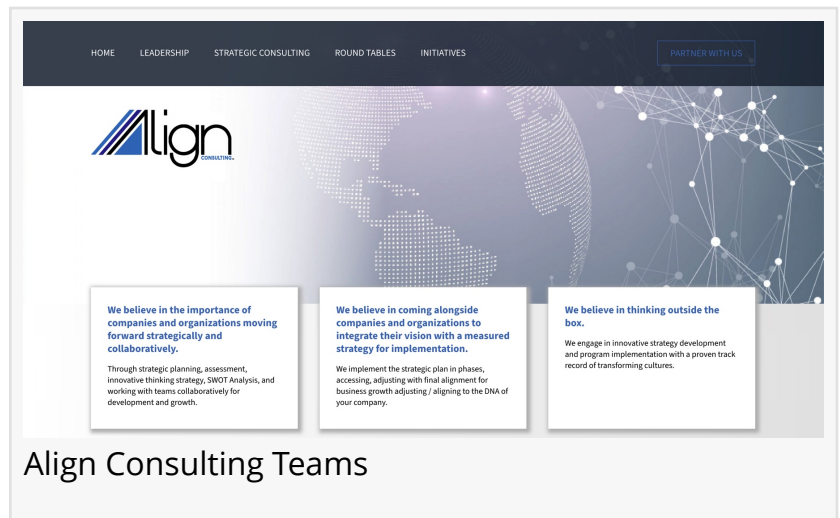 HOME LEADERSHIP STRATEGIC CONSULTING ROUND TABLES INITIATIVES PARTNER WITH US
Align
CONSULTING
We believe in the importance of
companies and organizations moving
forward strategically and
collaboratively.
Through strategic planning, assessment,
innovative thinking strategy, SWOT Analysis, and
working with teams collaboratively for
development and growth.
We believe in coming alongside
companies and organizations to
integrate their vision with a measured
strategy for implementation.
We implement the strategic plan in phases,
accessing, adjusting with final alignment for
business growth adjusting / aligning to the DNA of
your company.
We believe in thinking outside the
box.
We engage in innovative strategy development
and program implementation with a proven track
record of transforming cultures.
Align Consulting Teams